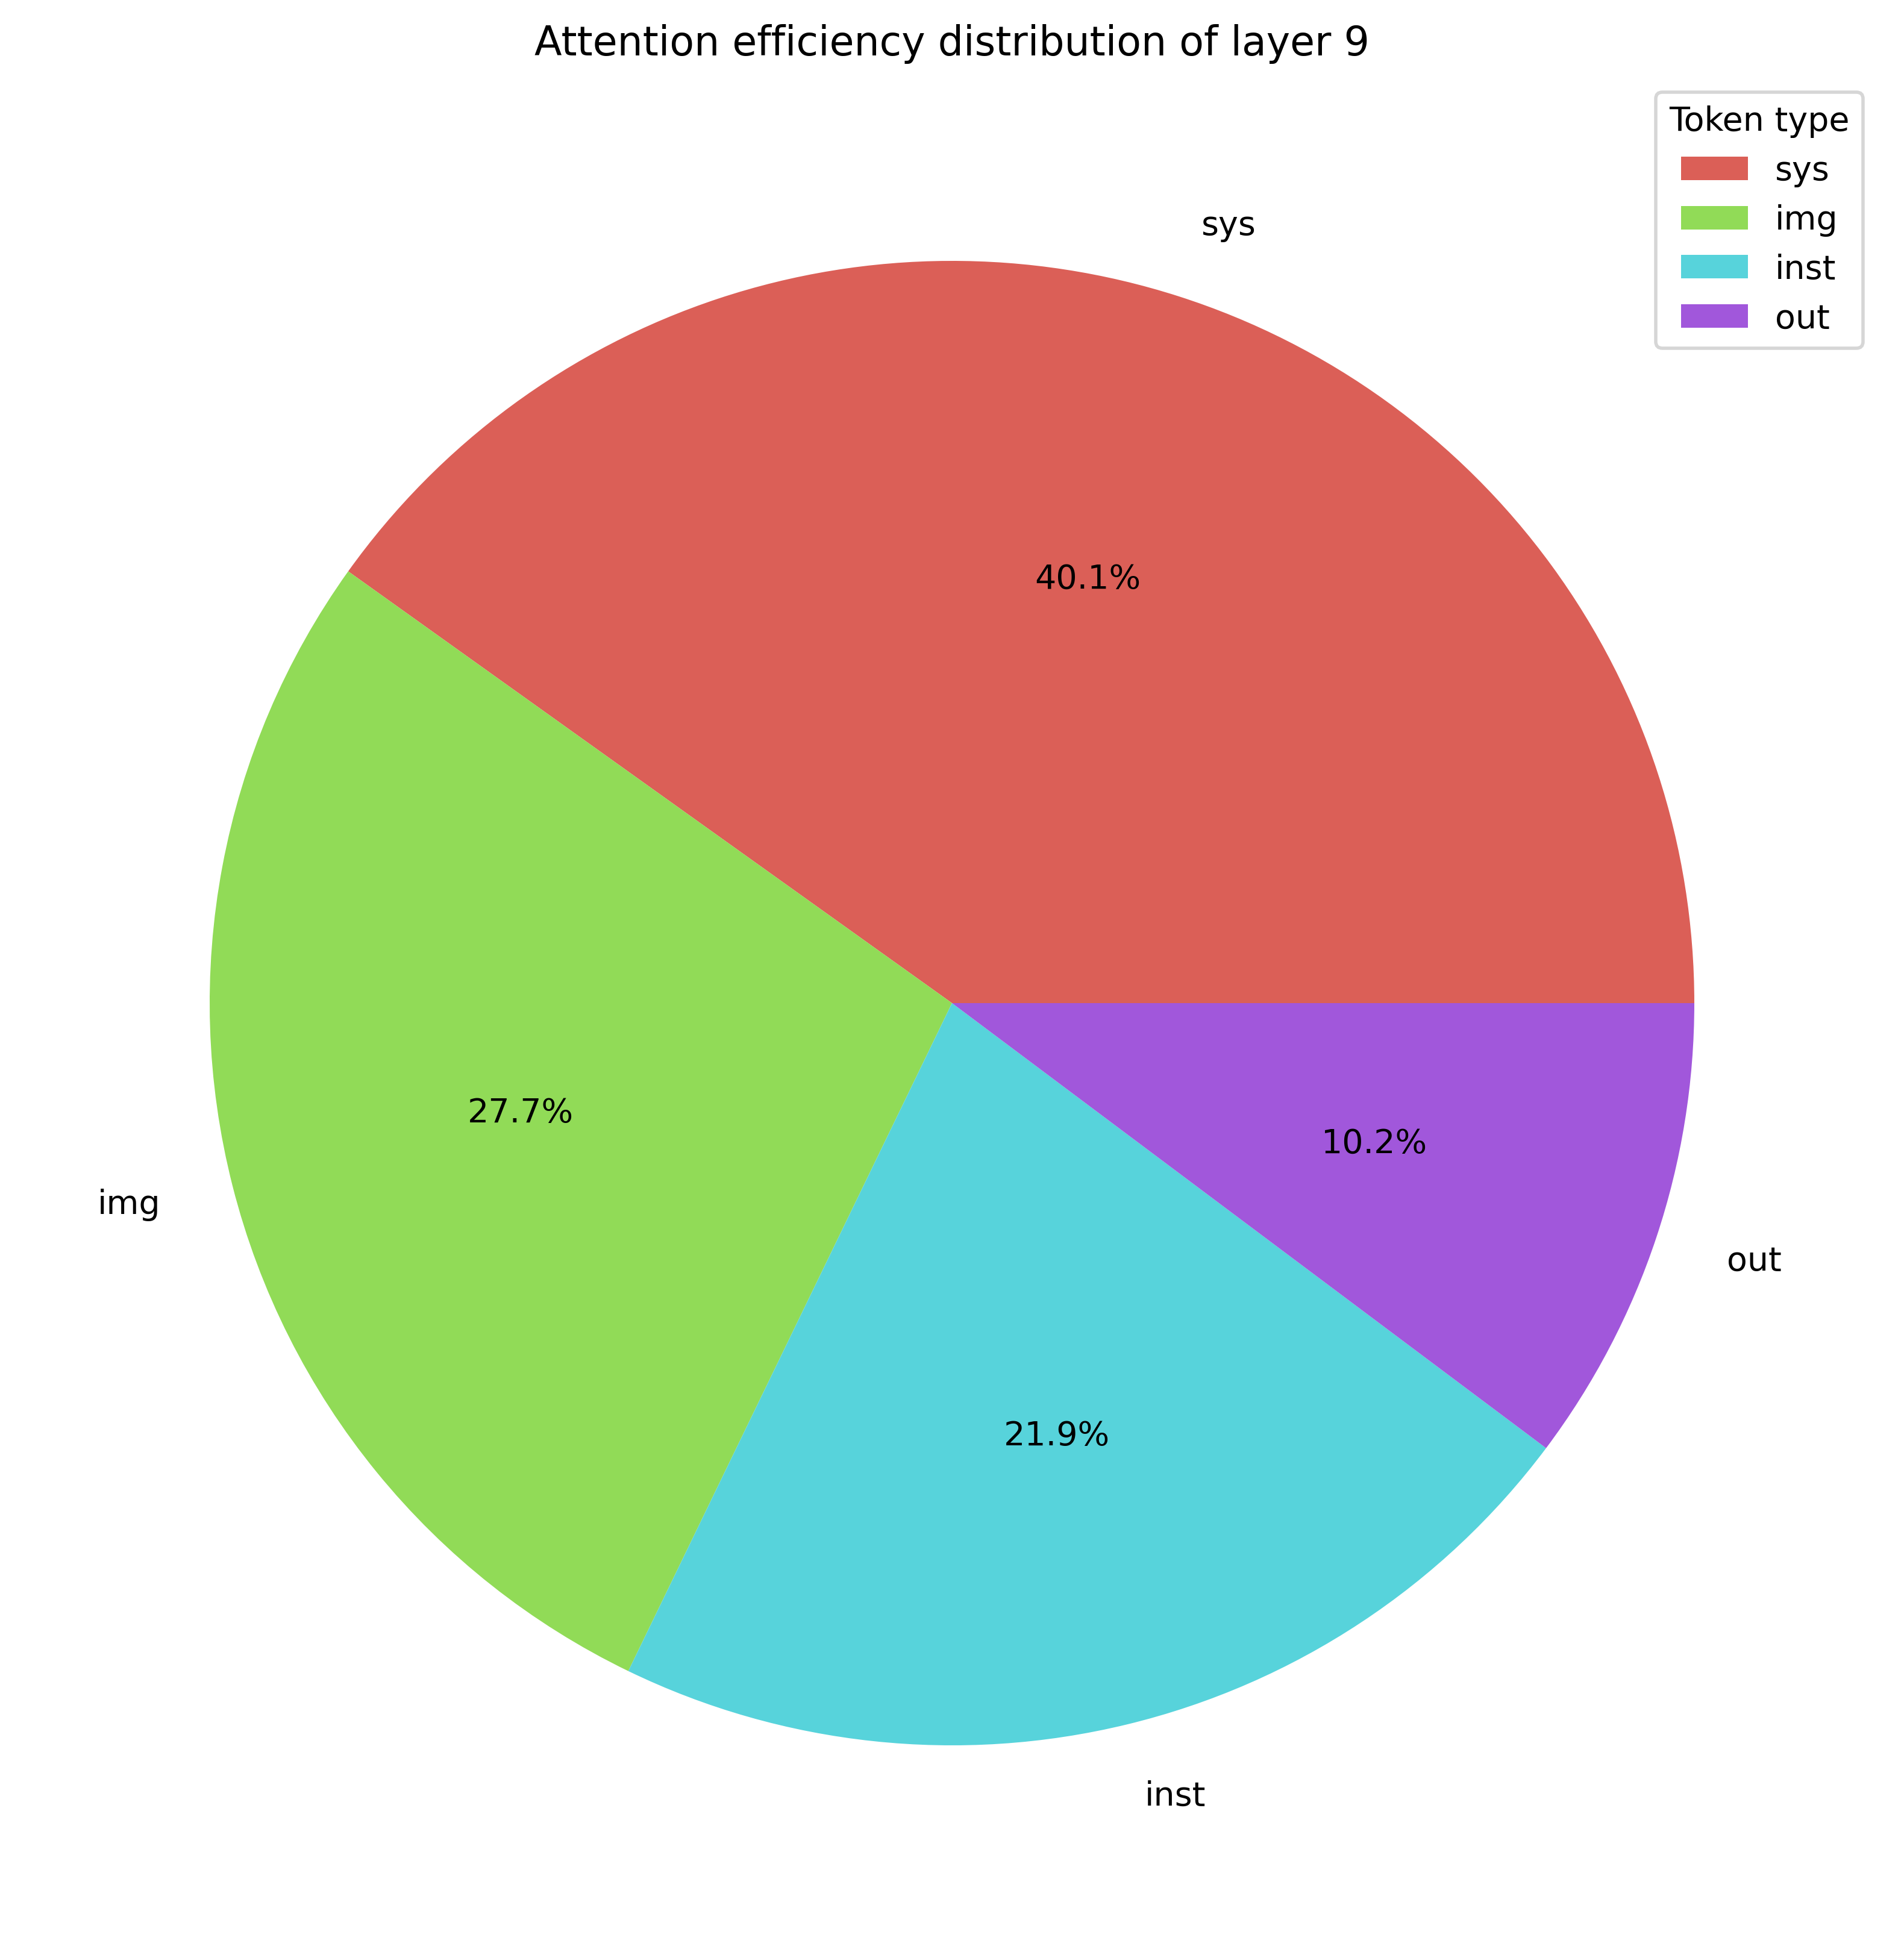 Attention efficiency distribution of layer 9
Token type
sys
img
inst
out
sys
40.1%
27.7%
img
10.2%
out
21.9%
inst